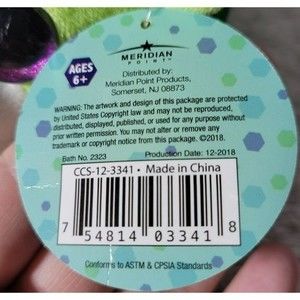 MERIDIAN
POINT
AGES
6+
Distributed by:
Meridian Point Products,
Somerset, NJ 08873
WARNING: The artwork and design of this package are protected
by United States Copyright law and may not be reproduced,
distributed, displayed, published, or used for any purpose without
prior written permission. You may not alter or remove any
trademark or copyright notice from this package. ©2018.
Bath No. 2323 Production Date: 12-2018
CCS-12-3341 • Made in China
7 54814 03341 8
Conforms to ASTM & CPSIA Standards